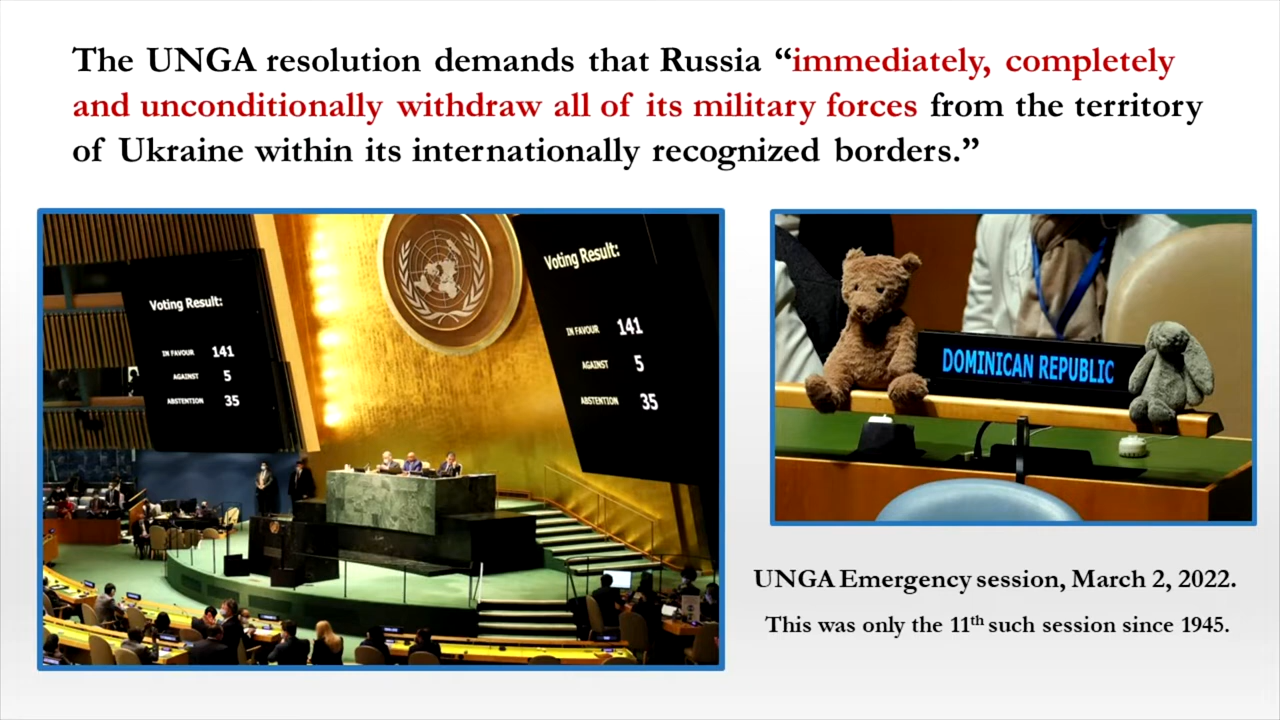 The UNGA resolution demands that Russia “immediately, completely
and unconditionally withdraw all of its military forces from the territory
of Ukraine within its internationally recognized borders.”
Voting Result:
IN FAVOUR 141
AGAINST 5
ABSTENTION 35
Voting Result:
IN FAVOUR 141
AGAINST 5
ABSTENTION 35
DOMINICAN REPUBLIC
UNGA Emergency session, March 2, 2022.
This was only the 11th such session since 1945.